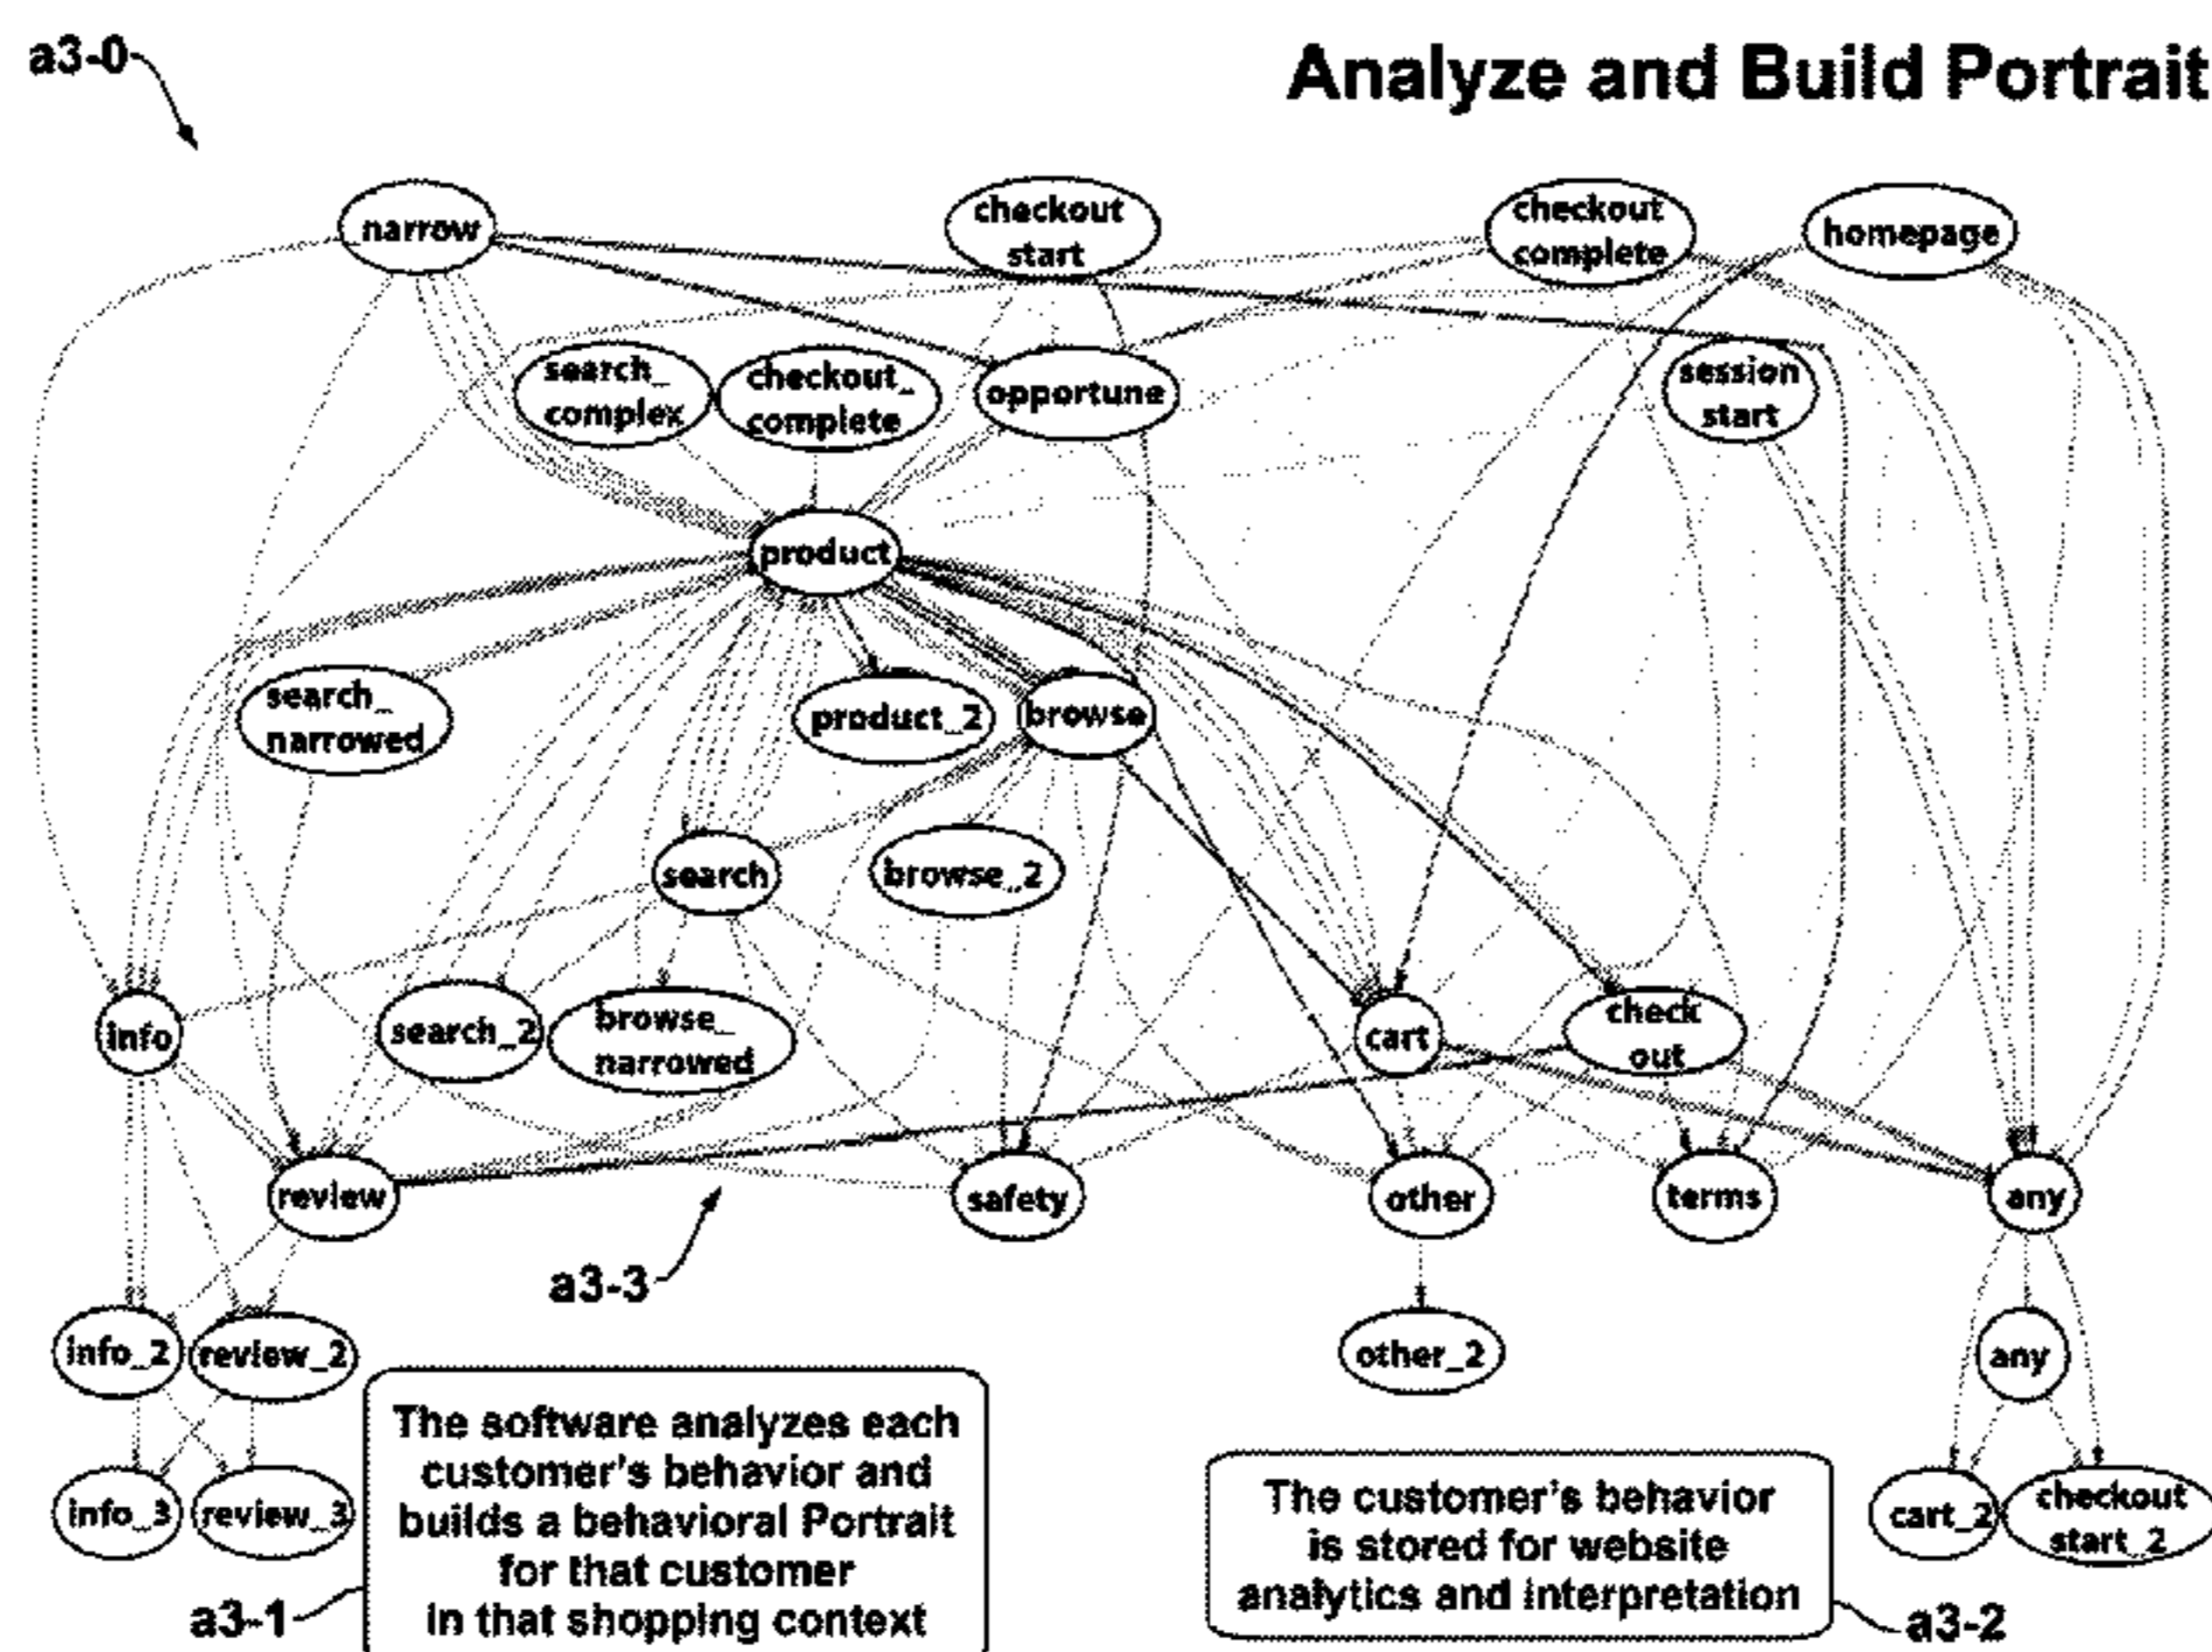 a3-0
Analyze and Build Portrait
narrow
checkout
start
checkout
complete
homepage
search_
complex
checkout_
complete
opportune
session
start
product
search_
narrowed
product_2
browse
search
browse_2
info
search_2
browse_
narrowed
cart
check
out
review
safety
other
terms
any
a3-3
info_2
review_2
other_2
any
The software analyzes each
customer's behavior and
builds a behavioral Portrait
for that customer
in that shopping context
info_3
review_3
The customer's behavior
is stored for website
analytics and interpretation
cart_2
checkout
start_2
a3-1
a3-2